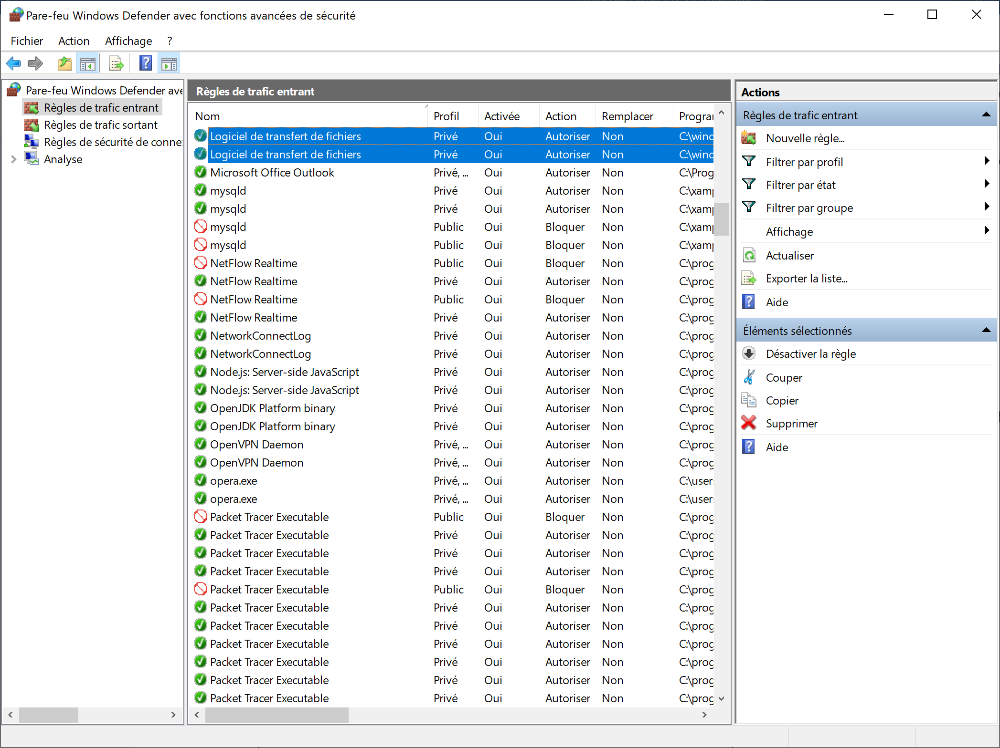 Pare-feu Windows Defender avec fonctions avancées de sécurité
Fichier Action Affichage ?
Pare-feu Windows Defender ave
Règles de trafic entrant
Règles de trafic sortant
Règles de sécurité de conne
Analyse
Règles de trafic entrant
Nom Profil Activée Action Remplacer Progra
Logiciel de transfert de fichiers Privé Oui Autoriser Non C:\wind
Logiciel de transfert de fichiers Privé Oui Autoriser Non C:\wind
Microsoft Office Outlook Privé, ... Oui Autoriser Non C:\Prog
mysqld Privé Oui Autoriser Non C:\xamp
mysqld Privé Oui Autoriser Non C:\xamp
mysqld Public Oui Bloquer Non C:\xamp
mysqld Public Oui Bloquer Non C:\xamp
NetFlow Realtime Public Oui Bloquer Non C:\prog
NetFlow Realtime Privé Oui Autoriser Non C:\prog
NetFlow Realtime Public Oui Bloquer Non C:\prog
NetFlow Realtime Privé Oui Autoriser Non C:\prog
NetworkConnectLog Privé Oui Autoriser Non C:\prog
NetworkConnectLog Privé Oui Autoriser Non C:\prog
Node.js: Server-side JavaScript Privé Oui Autoriser Non C:\prog
Node.js: Server-side JavaScript Privé Oui Autoriser Non C:\prog
OpenJDK Platform binary Privé Oui Autoriser Non C:\prog
OpenJDK Platform binary Privé Oui Autoriser Non C:\prog
OpenVPN Daemon Privé, ... Oui Autoriser Non C:\prog
OpenVPN Daemon Privé, ... Oui Autoriser Non C:\prog
opera.exe Privé, ... Oui Autoriser Non C:\user
opera.exe Privé, ... Oui Autoriser Non C:\user
Packet Tracer Executable Public Oui Bloquer Non C:\prog
Packet Tracer Executable Privé Oui Autoriser Non C:\prog
Packet Tracer Executable Privé Oui Autoriser Non C:\prog
Packet Tracer Executable Privé Oui Autoriser Non C:\prog
Packet Tracer Executable Public Oui Bloquer Non C:\prog
Packet Tracer Executable Privé Oui Autoriser Non C:\prog
Packet Tracer Executable Privé Oui Autoriser Non C:\prog
Packet Tracer Executable Privé Oui Autoriser Non C:\prog
Packet Tracer Executable Privé Oui Autoriser Non C:\prog
Packet Tracer Executable Privé Oui Autoriser Non C:\prog
Packet Tracer Executable Privé Oui Autoriser Non C:\prog
Actions
Règles de trafic entrant
Nouvelle règle...
Filtrer par profil
Filtrer par état
Filtrer par groupe
Affichage
Actualiser
Exporter la liste...
Aide
Éléments sélectionnés
Désactiver la règle
Couper
Copier
Supprimer
Aide